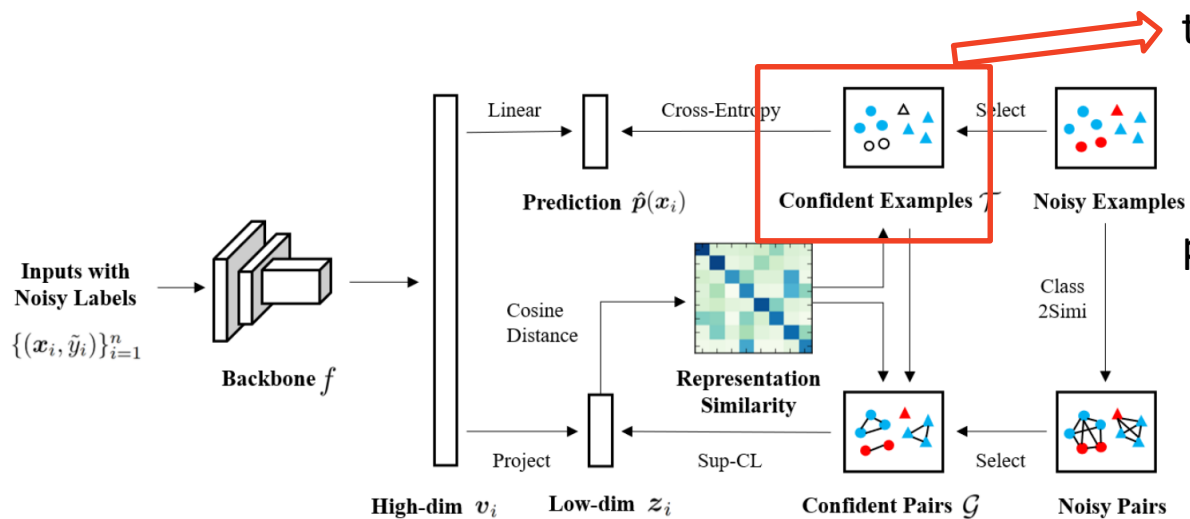 t
Linear
Cross-Entropy
Select
Prediction p̂(xᵢ)
Confident Examples 𝒯
Noisy Examples
p
Inputs with
Noisy Labels
{(xᵢ, ỹᵢ)}ⁿᵢ₌₁
Backbone f
Cosine
Distance
Class
2Simi
Representation
Similarity
Project
Sup-CL
Select
High-dim vᵢ
Low-dim zᵢ
Confident Pairs 𝒢
Noisy Pairs